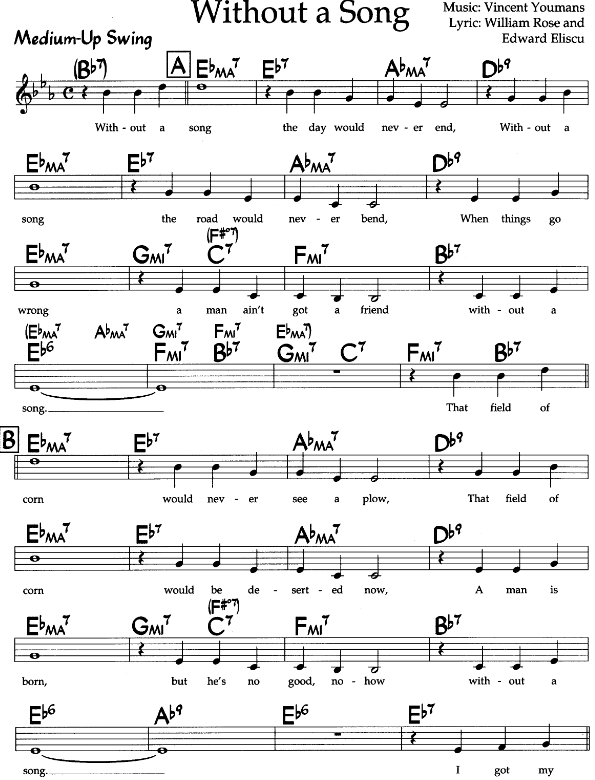 Without a Song
Music: Vincent Youmans
Lyric: William Rose and
Edward Eliscu
Medium-Up Swing
(B♭7) A E♭MA7 E♭7 A♭MA7 D♭9
With - out a song the day would nev - er end, With - out a
E♭MA7 E♭7 A♭MA7 D♭9
song the road would nev - er bend, When things go
(F#°7)
E♭MA7 GMI7 C7 FMI7 B♭7
wrong a man ain't got a friend with - out a
(E♭MA7 A♭MA7 GMI7 FMI7 E♭MA7)
E♭6 FMI7 B♭7 GMI7 C7 FMI7 B♭7
song. That field of
B E♭MA7 E♭7 A♭MA7 D♭9
corn would nev - er see a plow, That field of
E♭MA7 E♭7 A♭MA7 D♭9
corn would be de - sert - ed now, A man is
(F#°7)
E♭MA7 GMI7 C7 FMI7 B♭7
born, but he's no good, no - how with - out a
E♭6 A♭9 E♭6 E♭7
song. I got my